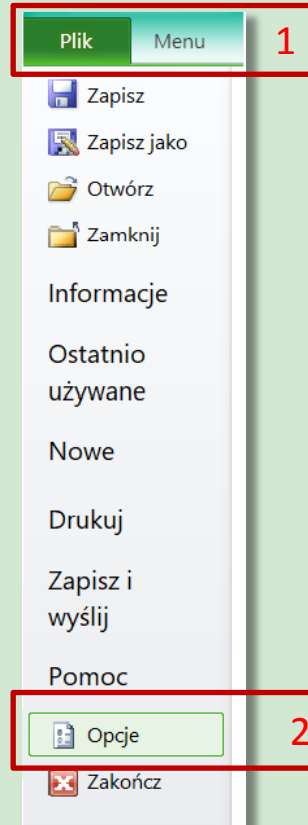 Plik Menu 1
Zapisz
Zapisz jako
Otwórz
Zamknij
Informacje
Ostatnio
używane
Nowe
Drukuj
Zapisz i
wyślij
Pomoc
Opcje 2
Zakończ